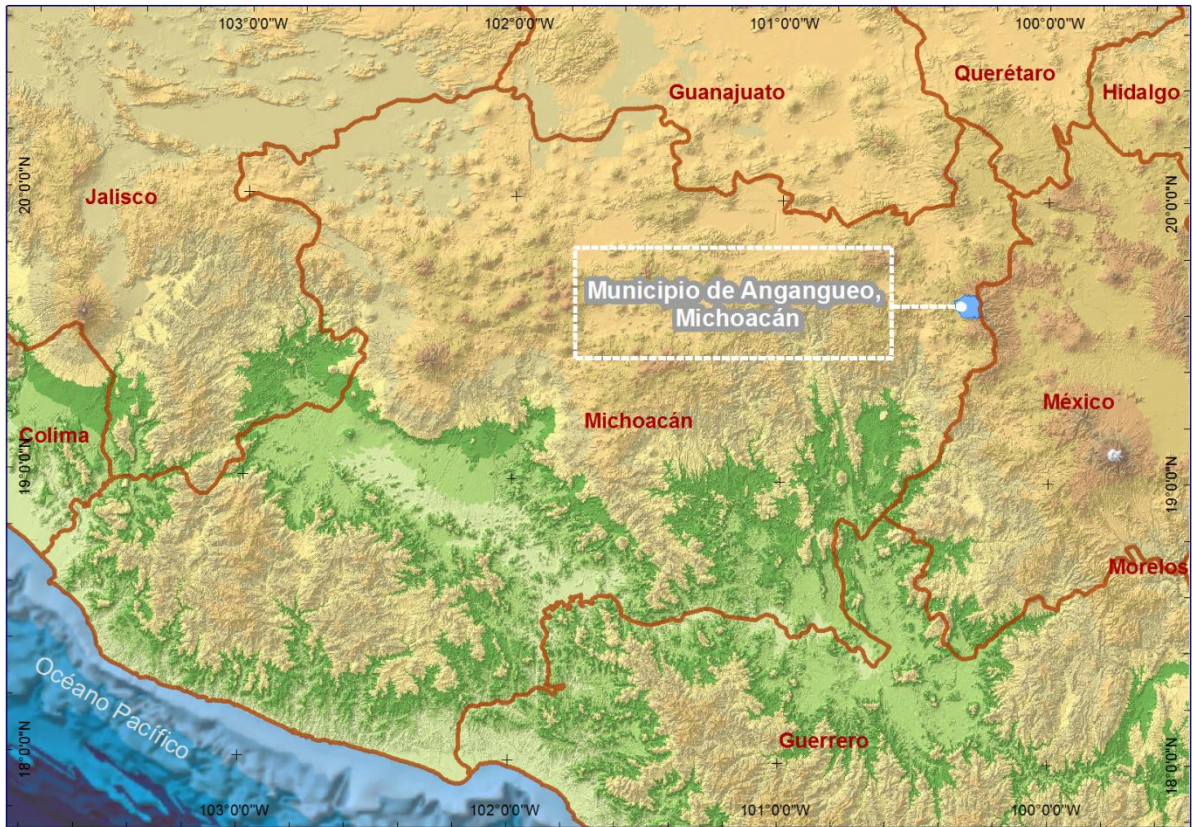 103°0'0"W
102°0'0"W
101°0'0"W
100°0'0"W
Querétaro
Hidalgo
Guanajuato
20°0'0"N
Jalisco
20°0'0"N
Municipio de Angangueo,
Michoacán
México
Michoacán
Colima
19°0'0"N
19°0'0"N
Morelos
Océano Pacífico
Guerrero
18°0'0"N
18°0'0"N
103°0'0"W
102°0'0"W
101°0'0"W
100°0'0"W